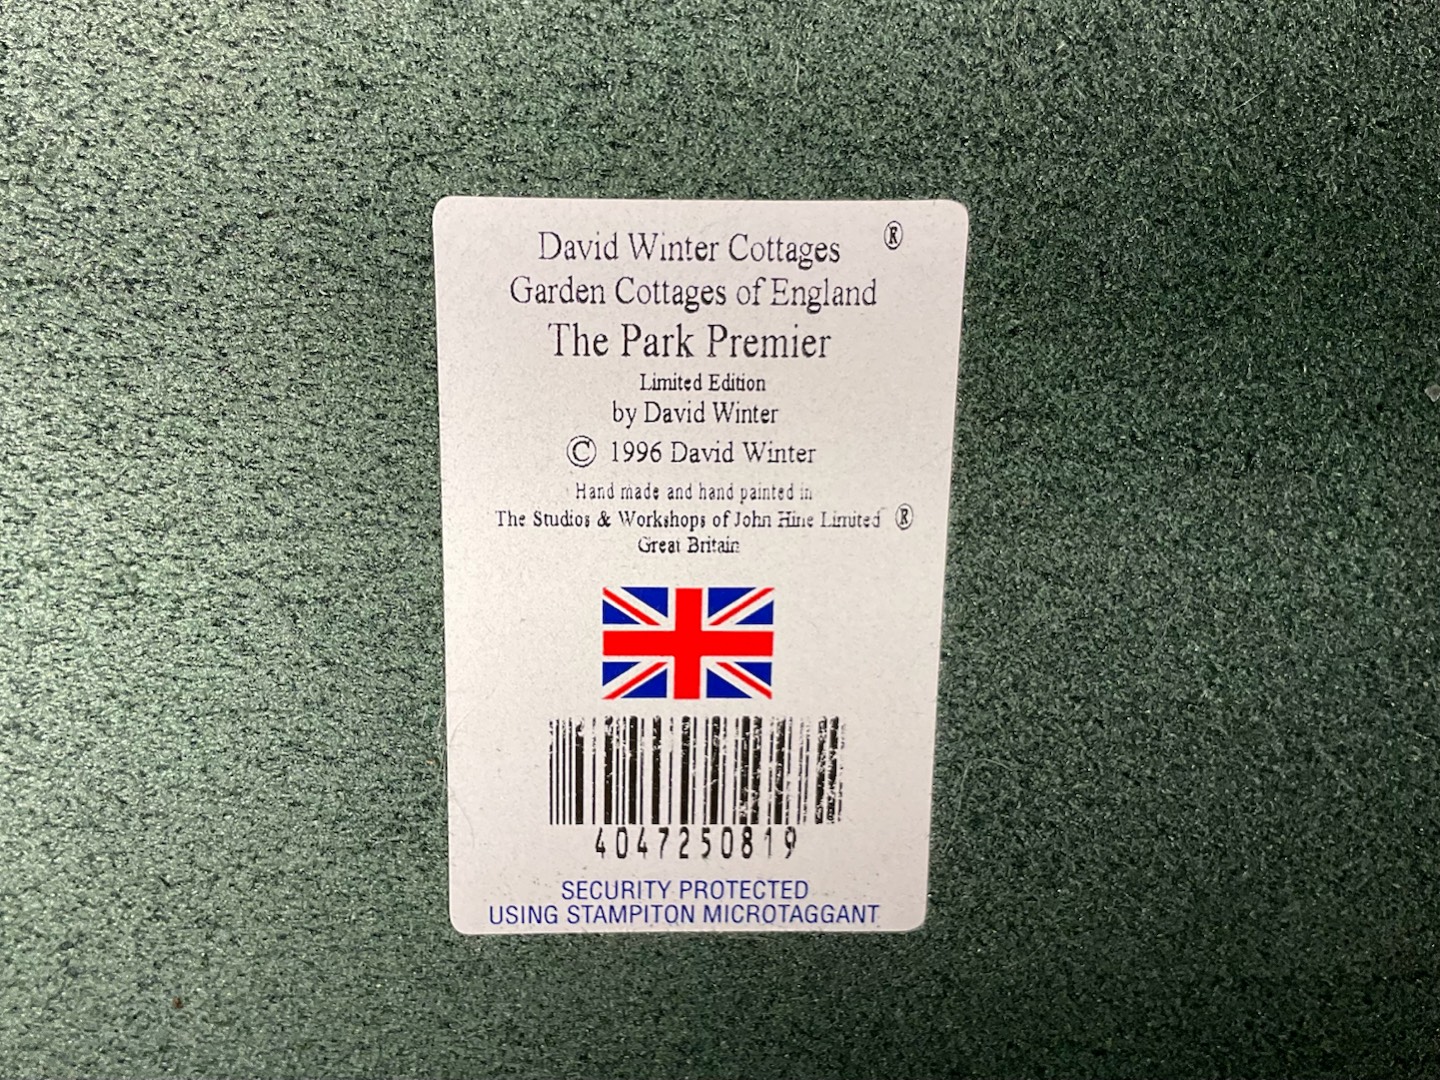 David Winter Cottages ®
Garden Cottages of England
The Park Premier
Limited Edition
by David Winter
© 1996 David Winter
Hand made and hand painted in
The Studios & Workshops of John Hine Limited ®
Great Britain
4047250819
SECURITY PROTECTED
USING STAMPITON MICROTAGGANT